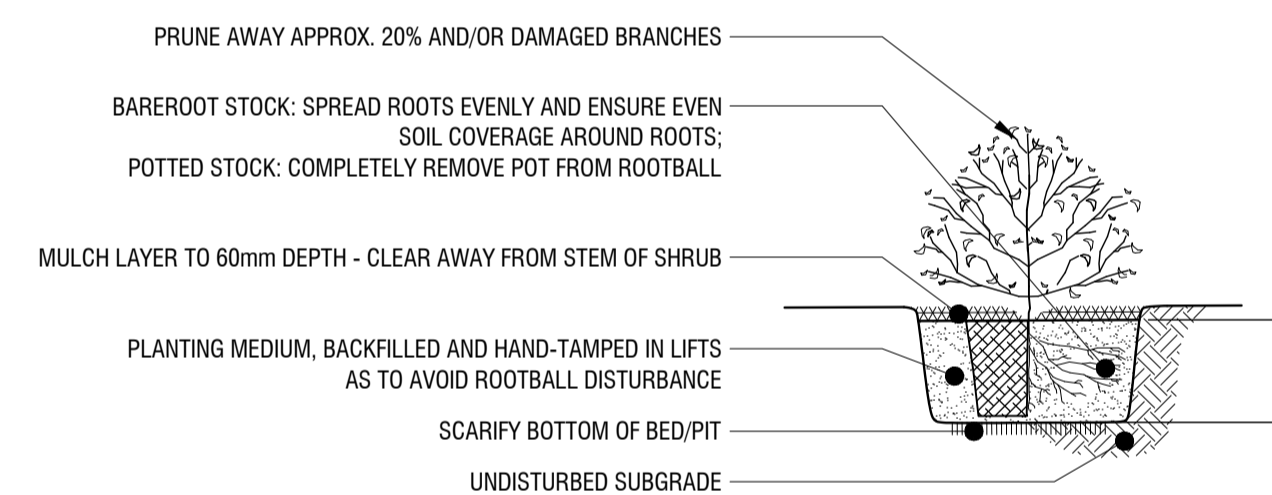 PRUNE AWAY APPROX. 20% AND/OR DAMAGED BRANCHES
BAREROOT STOCK: SPREAD ROOTS EVENLY AND ENSURE EVEN
SOIL COVERAGE AROUND ROOTS;
POTTED STOCK: COMPLETELY REMOVE POT FROM ROOTBALL
MULCH LAYER TO 60mm DEPTH - CLEAR AWAY FROM STEM OF SHRUB
PLANTING MEDIUM, BACKFILLED AND HAND-TAMPED IN LIFTS
AS TO AVOID ROOTBALL DISTURBANCE
SCARIFY BOTTOM OF BED/PIT
UNDISTURBED SUBGRADE